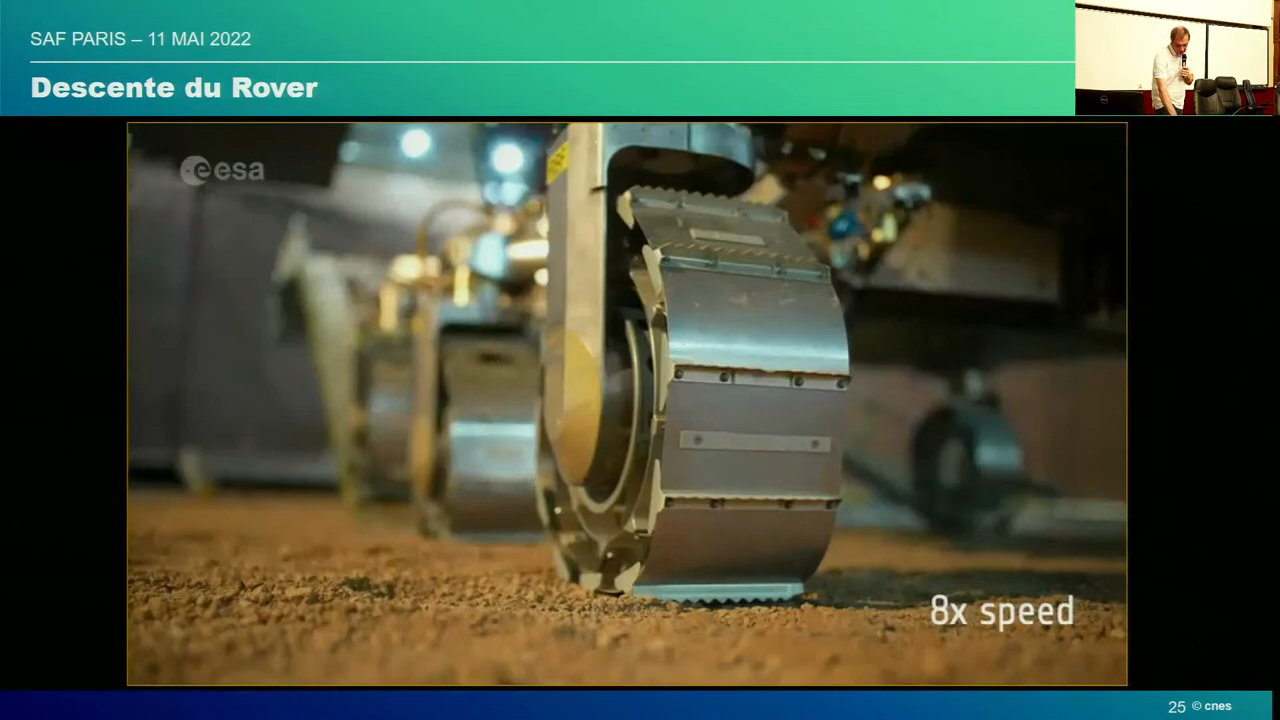 SAF PARIS – 11 MAI 2022
Descente du Rover
esa
8x speed
25 © cnes